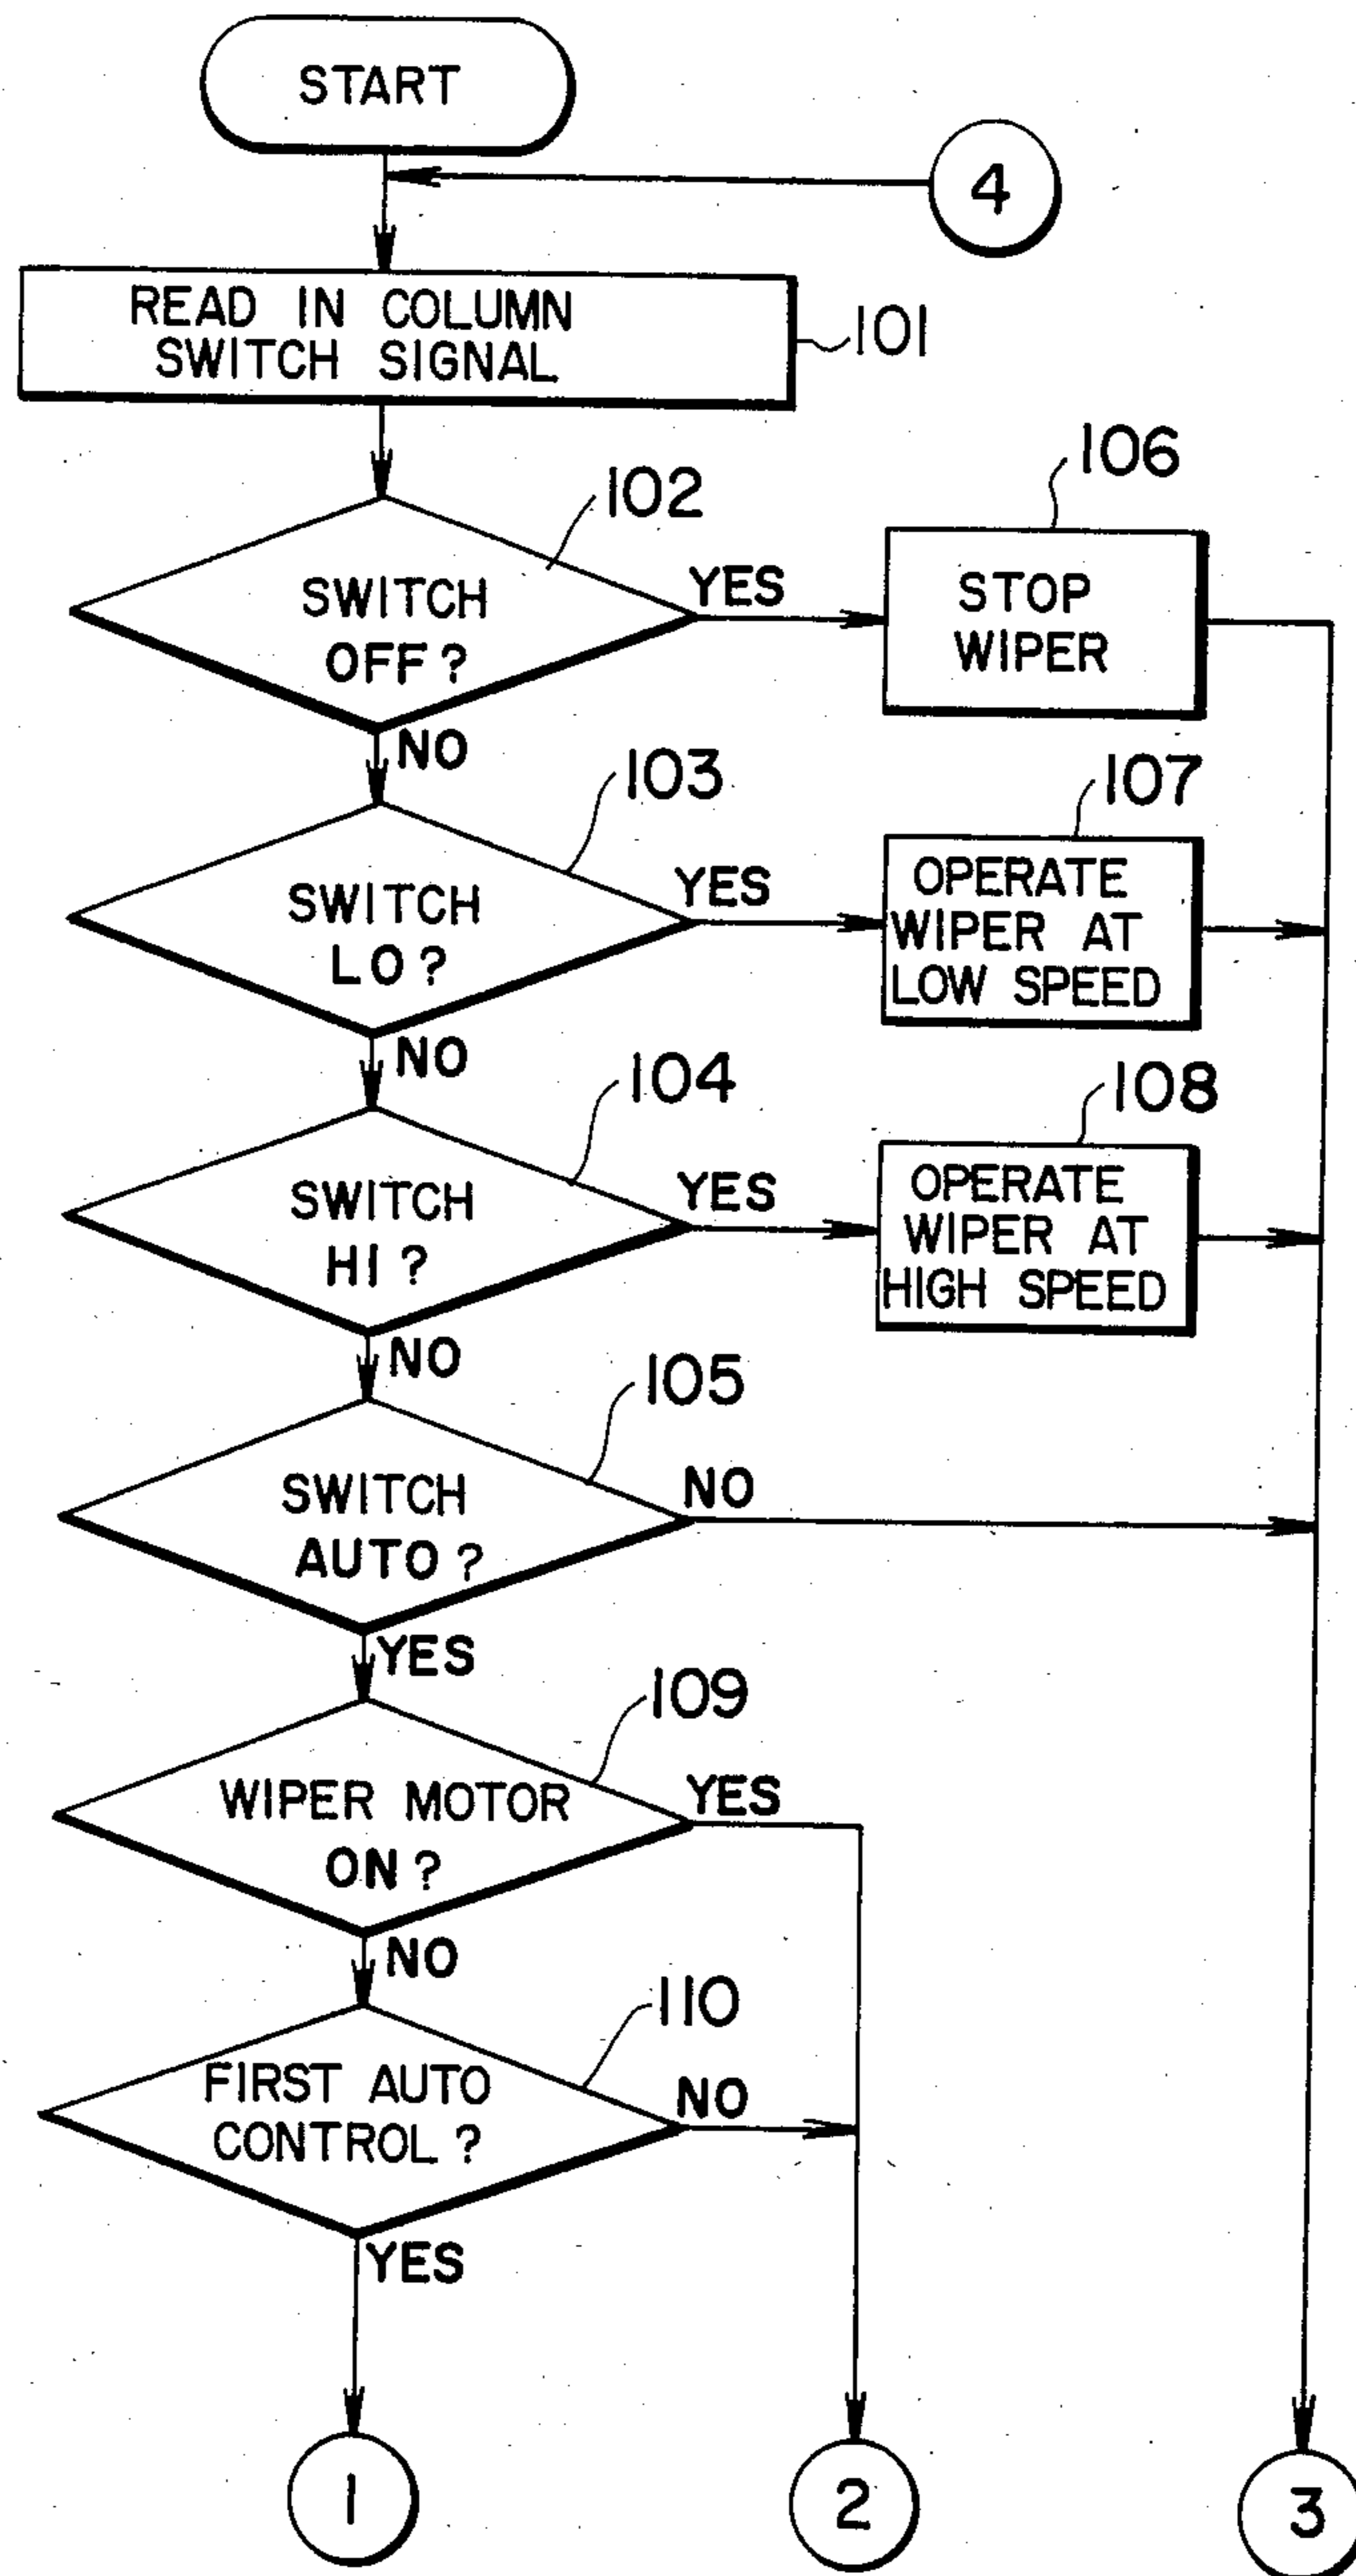 START
4
READ IN COLUMN
SWITCH SIGNAL
101
102
SWITCH
OFF?
YES
NO
106
STOP
WIPER
103
SWITCH
LO?
YES
NO
107
OPERATE
WIPER AT
LOW SPEED
104
SWITCH
HI?
YES
NO
108
OPERATE
WIPER AT
HIGH SPEED
105
SWITCH
AUTO?
NO
YES
109
WIPER MOTOR
ON?
YES
NO
110
FIRST AUTO
CONTROL?
NO
YES
1
2
3